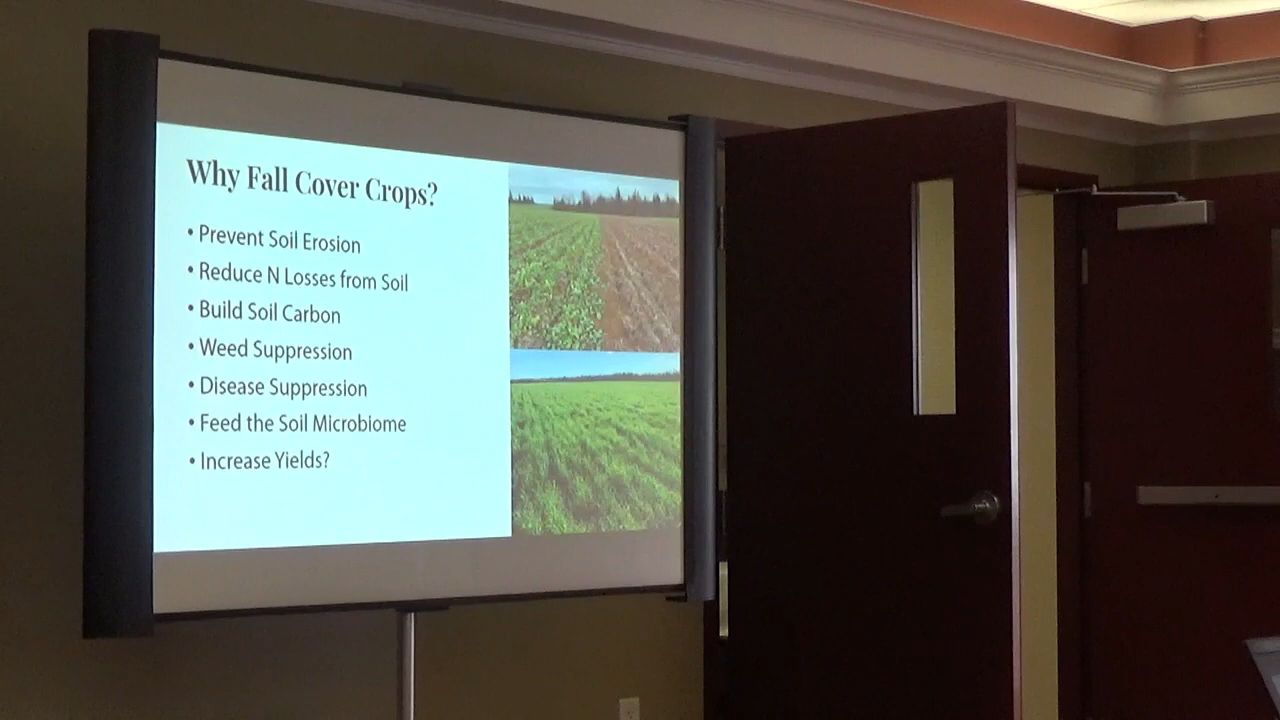 Why Fall Cover Crops?
• Prevent Soil Erosion
• Reduce N Losses from Soil
• Build Soil Carbon
• Weed Suppression
• Disease Suppression
• Feed the Soil Microbiome
• Increase Yields?